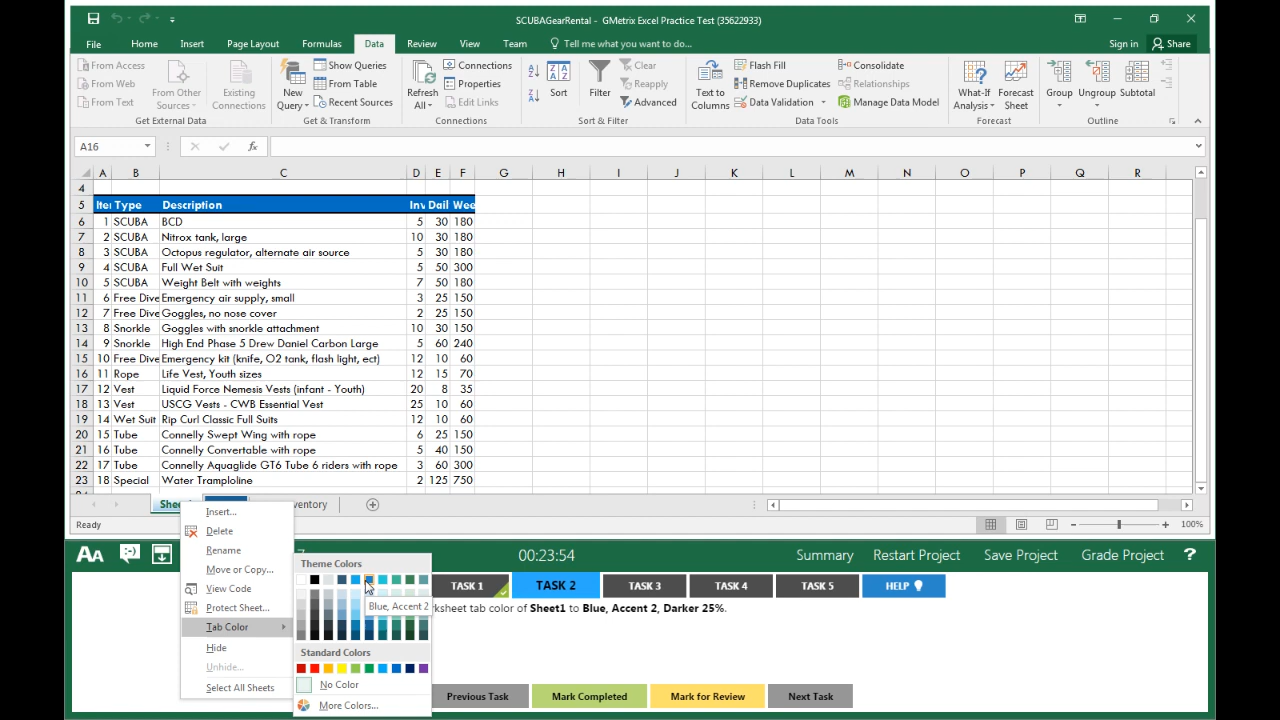 SCUBAGearRental - GMetrix Excel Practice Test (35622933)
File Home Insert Page Layout Formulas Data Review View Team Tell me what you want to do... Sign in Share
From Access
From Web
From Text
From Other Sources
Existing Connections
Get External Data
New Query
Show Queries
From Table
Recent Sources
Get & Transform
Refresh All
Connections
Properties
Edit Links
Connections
Sort
Filter
Clear
Reapply
Advanced
Sort & Filter
Text to Columns
Flash Fill
Remove Duplicates
Data Validation
Consolidate
Relationships
Manage Data Model
Data Tools
What-If Analysis
Forecast Sheet
Forecast
Group
Ungroup
Subtotal
Outline
A16 fx
A B C D E F G H I J K L M N O P Q R
4
5 Ite Type Description Inv Dail Wee
6 1 SCUBA BCD 5 30 180
7 2 SCUBA Nitrox tank, large 10 30 180
8 3 SCUBA Octopus regulator, alternate air source 5 30 180
9 4 SCUBA Full Wet Suit 5 50 300
10 5 SCUBA Weight Belt with weights 7 50 180
11 6 Free Dive Emergency air supply, small 3 25 150
12 7 Free Dive Goggles, no nose cover 2 25 150
13 8 Snorkle Goggles with snorkle attachment 10 30 150
14 9 Snorkle High End Phase 5 Drew Daniel Carbon Large 5 60 240
15 10 Free Dive Emergency kit (knife, O2 tank, flash light, ect) 12 10 60
16 11 Rope Life Vest, Youth sizes 12 15 70
17 12 Vest Liquid Force Nemesis Vests (infant - Youth) 20 8 35
18 13 Vest USCG Vests - CWB Essential Vest 25 10 60
19 14 Wet Suit Rip Curl Classic Full Suits 12 10 60
20 15 Tube Connelly Swept Wing with rope 6 25 150
21 16 Tube Connelly Convertable with rope 5 40 150
22 17 Tube Connelly Aquaglide GT6 Tube 6 riders with rope 3 60 300
23 18 Special Water Tramploline 2 125 750
Shee ventory
Ready 100%
Insert...
Delete
Rename
Move or Copy...
View Code
Protect Sheet...
Tab Color
Hide
Unhide...
Select All Sheets
Theme Colors
Blue, Accent 2
Standard Colors
No Color
More Colors...
AA 7 00:23:54 Summary Restart Project Save Project Grade Project ?
TASK 1 TASK 2 TASK 3 TASK 4 TASK 5 HELP
rksheet tab color of Sheet1 to Blue, Accent 2, Darker 25%.
Previous Task Mark Completed Mark for Review Next Task